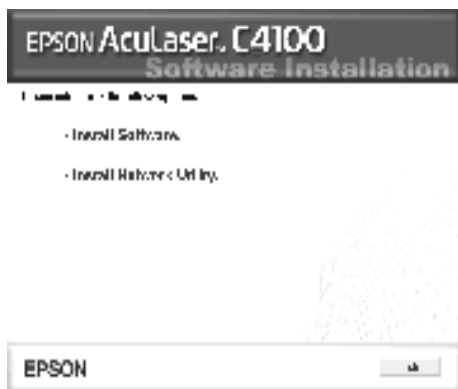 EPSON AcuLaser. C4100
Software Installation
· Install Software.
· Install Network Utility.
EPSON